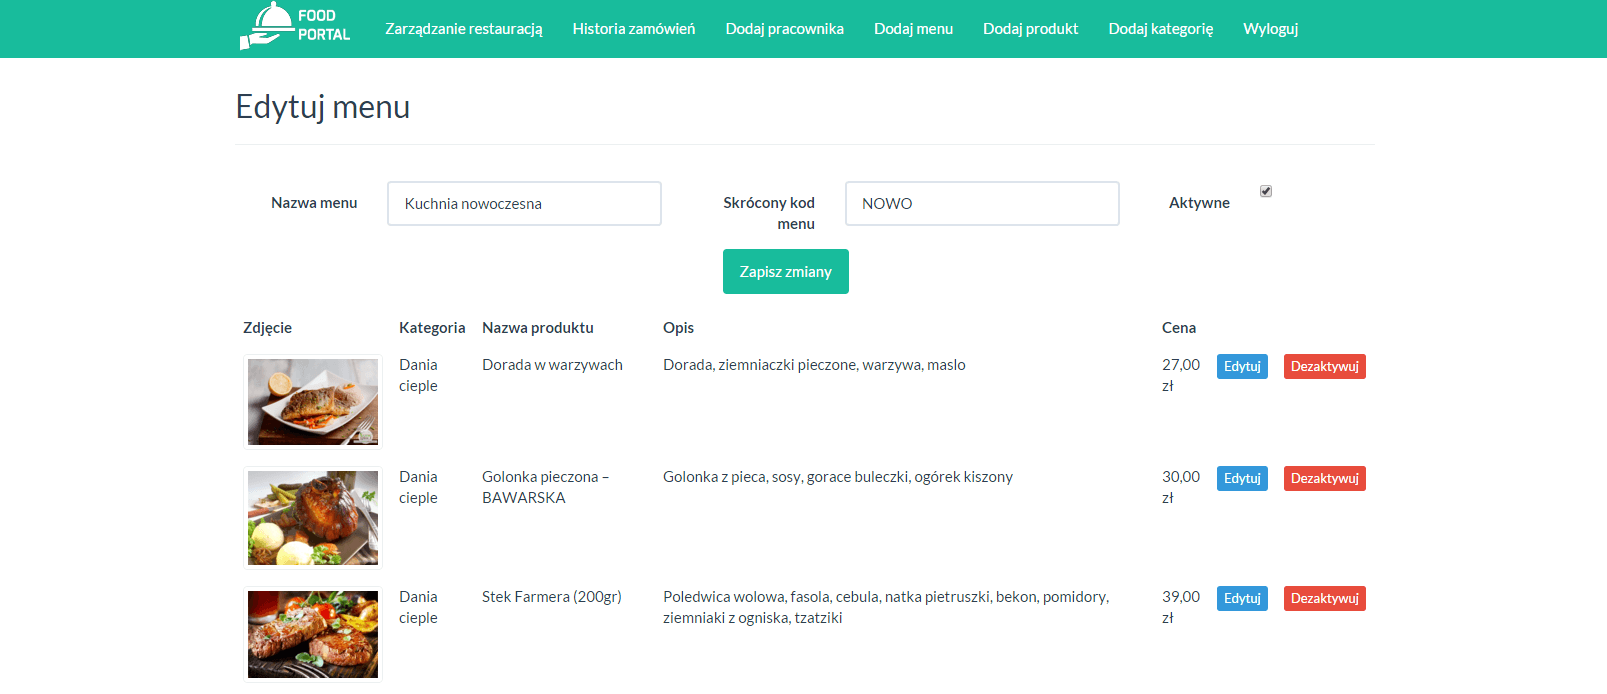 FOOD
PORTAL
Zarządzanie restauracją Historia zamówień Dodaj pracownika Dodaj menu Dodaj produkt Dodaj kategorię Wyloguj
Edytuj menu
Nazwa menu Kuchnia nowoczesna Skrócony kod NOWO Aktywne
menu
Zapisz zmiany
Zdjęcie Kategoria Nazwa produktu Opis Cena
Dania Dorada w warzywach Dorada, ziemniaczki pieczone, warzywa, maslo 27,00 Edytuj Dezaktywuj
cieple zł
Dania Golonka pieczona – Golonka z pieca, sosy, gorace buleczki, ogórek kiszony 30,00 Edytuj Dezaktywuj
cieple BAWARSKA zł
Dania Stek Farmera (200gr) Poledwica wolowa, fasola, cebula, natka pietruszki, bekon, pomidory, 39,00 Edytuj Dezaktywuj
cieple ziemniaki z ogniska, tzatziki zł